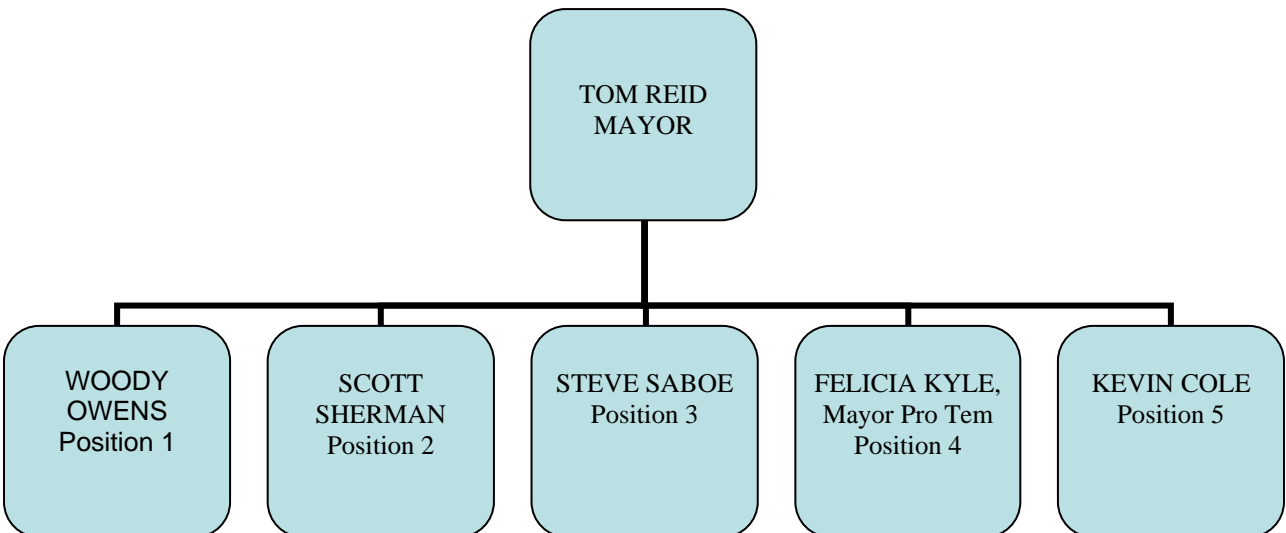 TOM REID
MAYOR
WOODY
OWENS
Position 1
SCOTT
SHERMAN
Position 2
STEVE SABOE
Position 3
FELICIA KYLE,
Mayor Pro Tem
Position 4
KEVIN COLE
Position 5